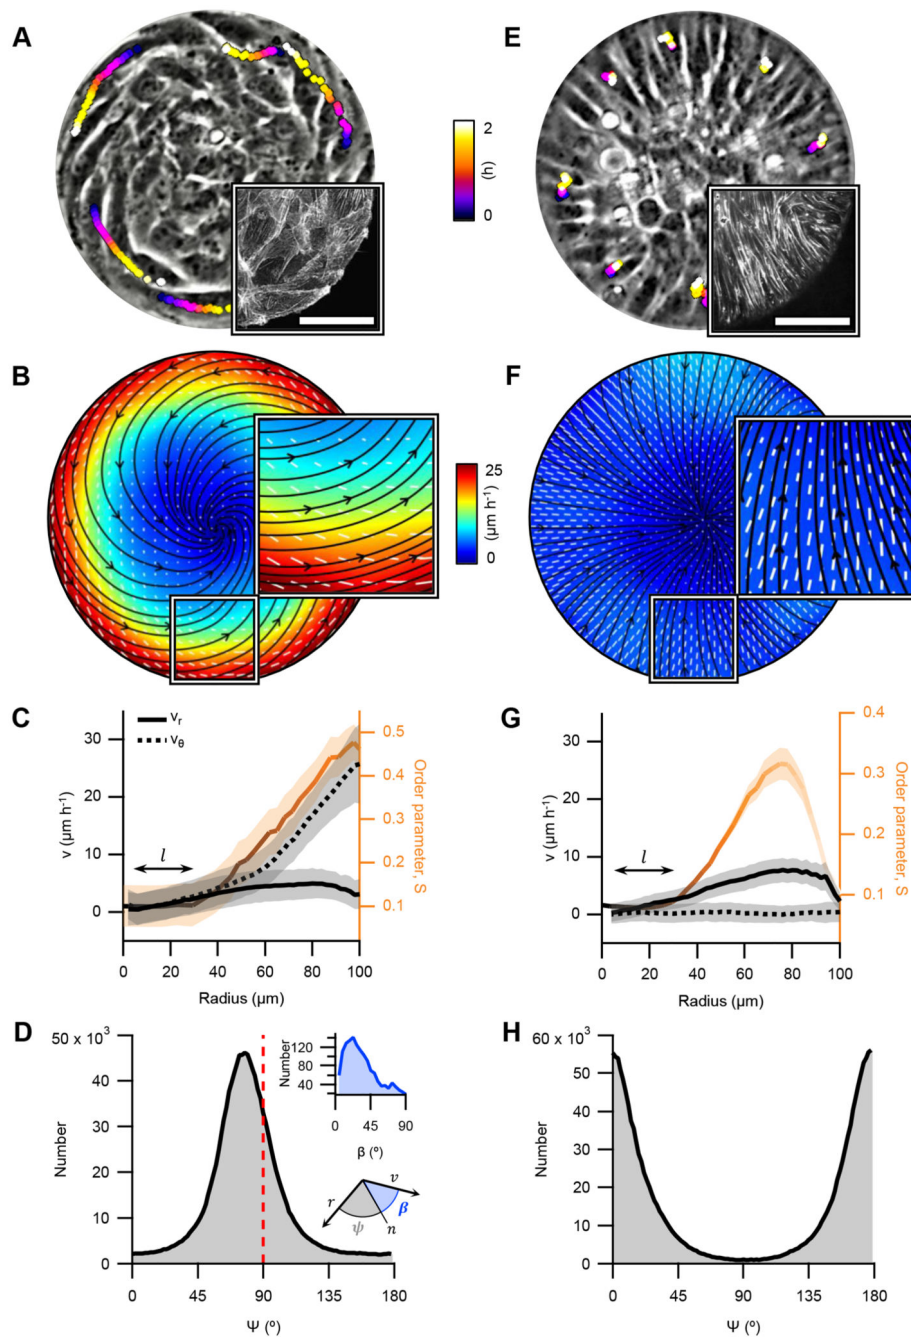 A
E
2
(h)
0
B
F
25
(µm h⁻¹)
0
C
v_r
v_θ
30
20
10
0
v (µm h⁻¹)
l
0.5
0.4
0.3
0.2
0.1
Order parameter, S
0 20 40 60 80 100
Radius (µm)
G
30
20
10
0
v (µm h⁻¹)
l
0.4
0.3
0.2
0.1
Order parameter, S
0 20 40 60 80 100
Radius (µm)
D
50 x 10³
40
30
20
10
0
Number
120
80
40
Number
0 45 90
β (º)
r
v
β
n
ψ
0 45 90 135 180
Ψ (º)
H
60 x 10³
50
40
30
20
10
0
Number
0 45 90 135 180
Ψ (º)